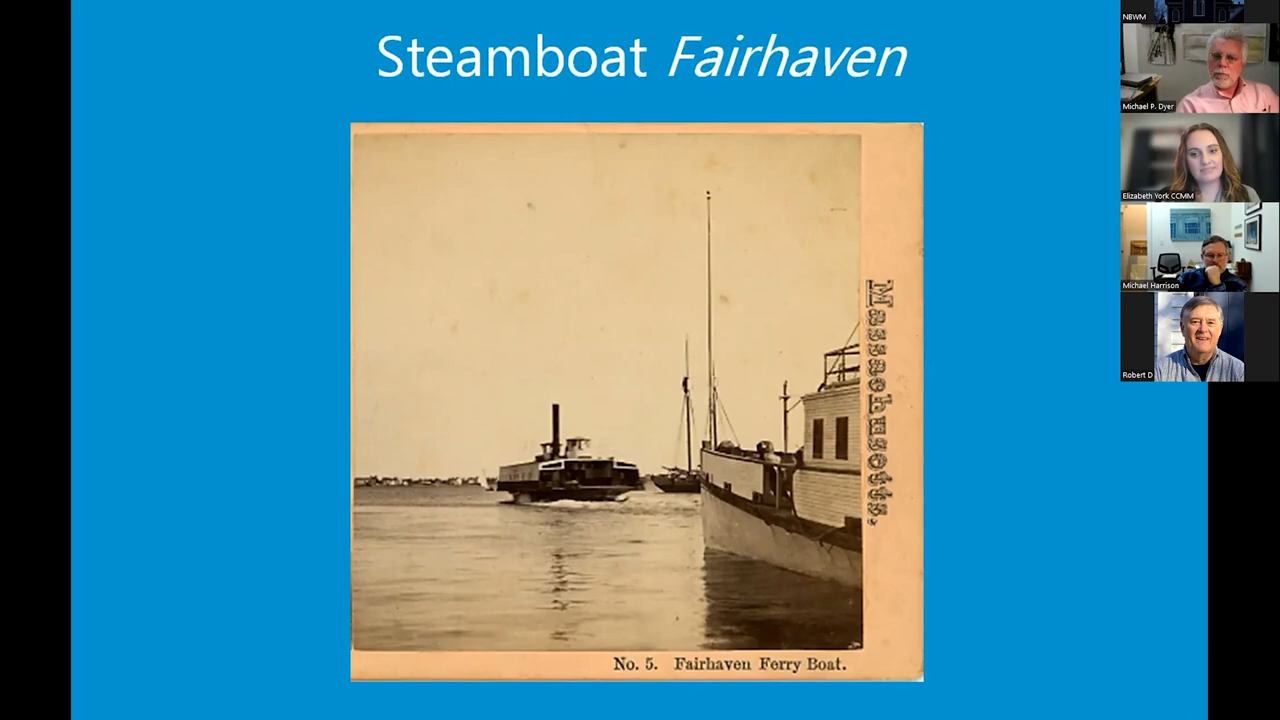 Steamboat Fairhaven
Massachusetts.
No. 5. Fairhaven Ferry Boat.
NBWM
Michael P. Dyer
Elizabeth York CCMM
Michael Harrison
Robert D